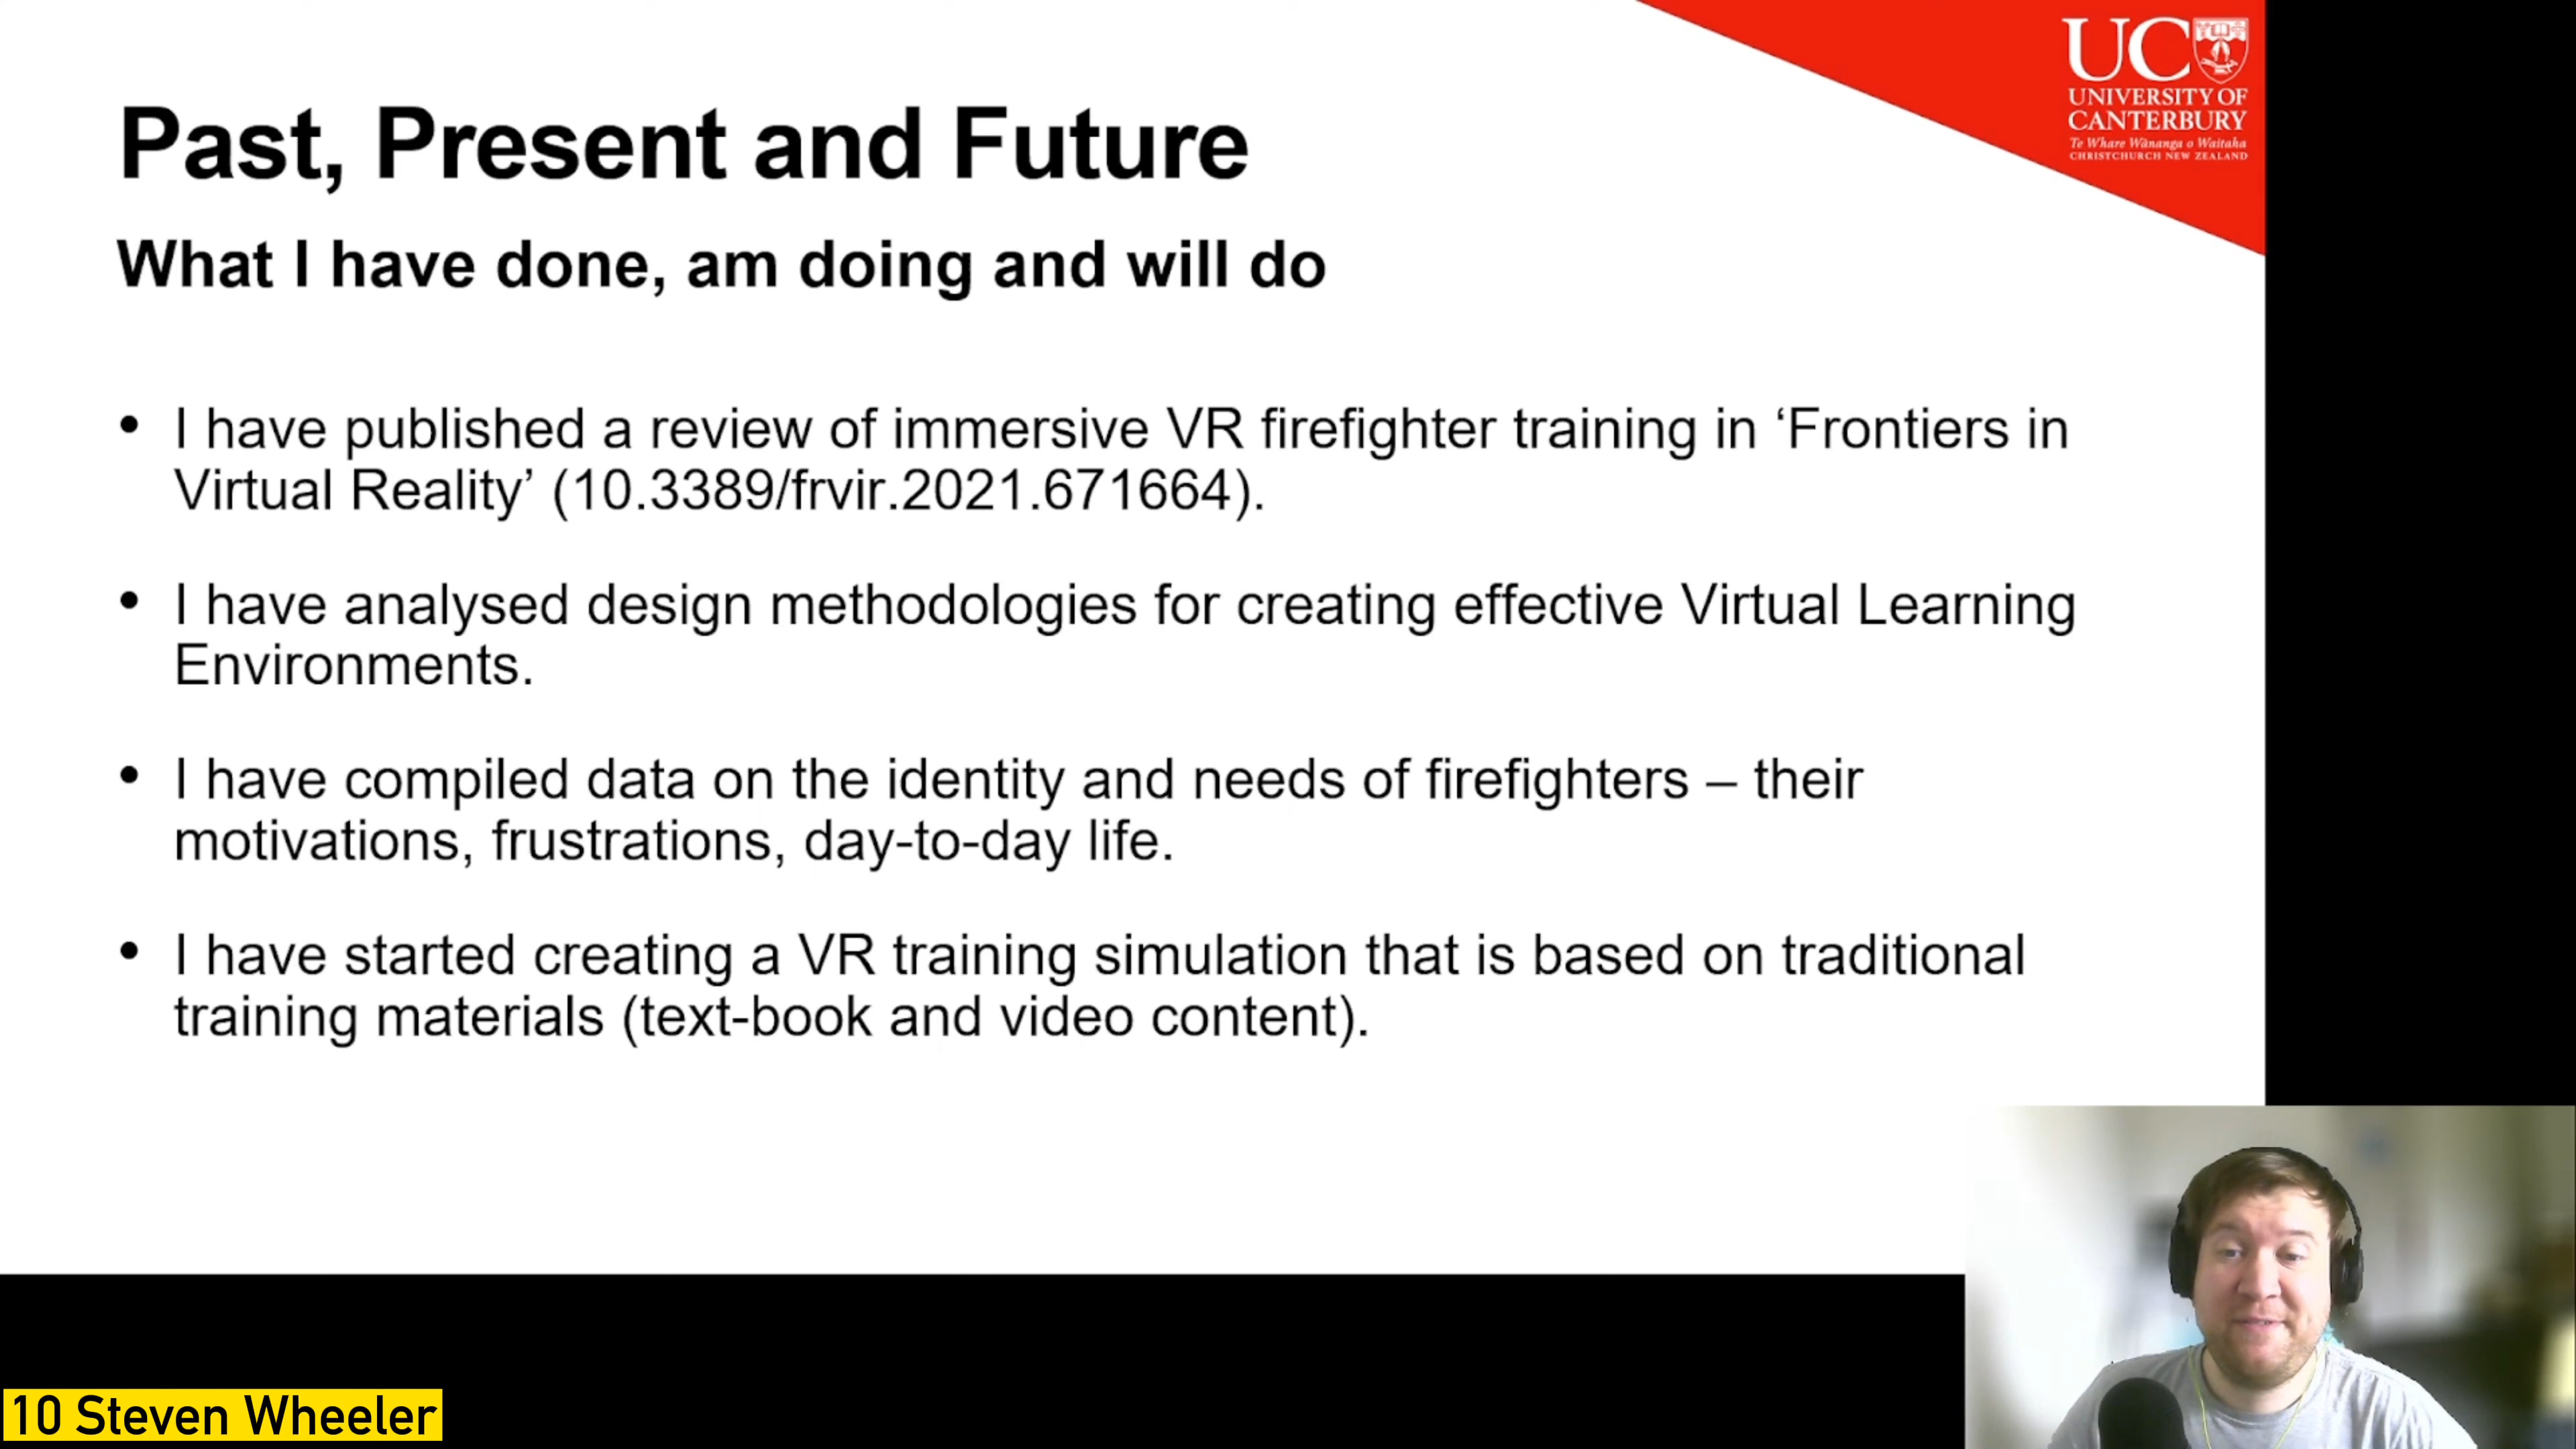 Past, Present and Future
What I have done, am doing and will do
UC
UNIVERSITY OF
CANTERBURY
Te Whare Wānanga o Waitaha
CHRISTCHURCH NEW ZEALAND
• I have published a review of immersive VR firefighter training in ‘Frontiers in
Virtual Reality’ (10.3389/frvir.2021.671664).
• I have analysed design methodologies for creating effective Virtual Learning
Environments.
• I have compiled data on the identity and needs of firefighters – their
motivations, frustrations, day-to-day life.
• I have started creating a VR training simulation that is based on traditional
training materials (text-book and video content).
10 Steven Wheeler